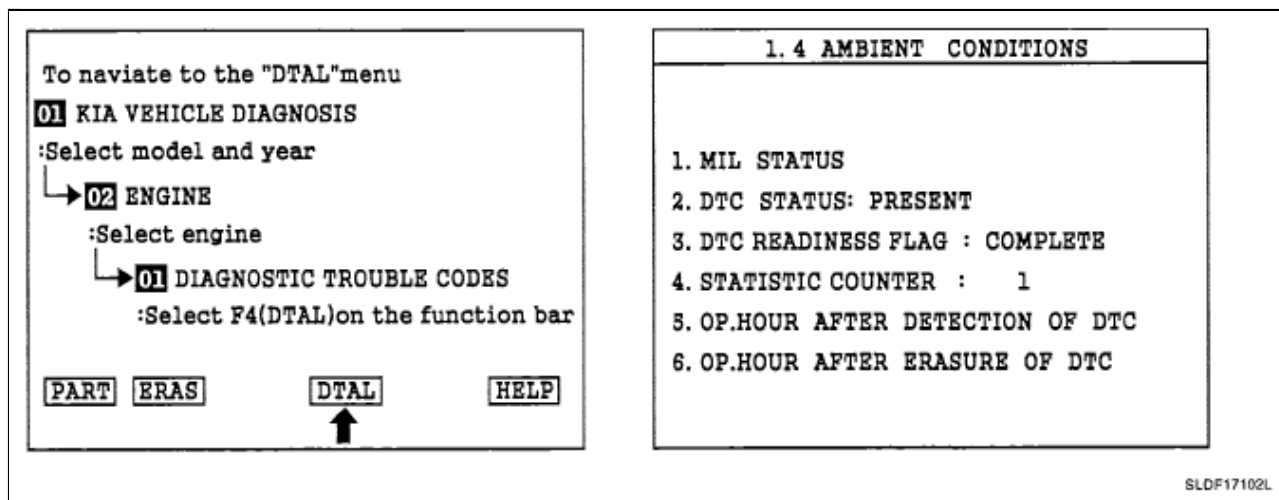 To naviate to the "DTAL"menu
01 KIA VEHICLE DIAGNOSIS
:Select model and year
02 ENGINE
:Select engine
01 DIAGNOSTIC TROUBLE CODES
:Select F4(DTAL)on the function bar
PART ERAS DTAL HELP
1. 4 AMBIENT CONDITIONS
1. MIL STATUS
2. DTC STATUS: PRESENT
3. DTC READINESS FLAG : COMPLETE
4. STATISTIC COUNTER : 1
5. OP.HOUR AFTER DETECTION OF DTC
6. OP.HOUR AFTER ERASURE OF DTC
SLDF17102L